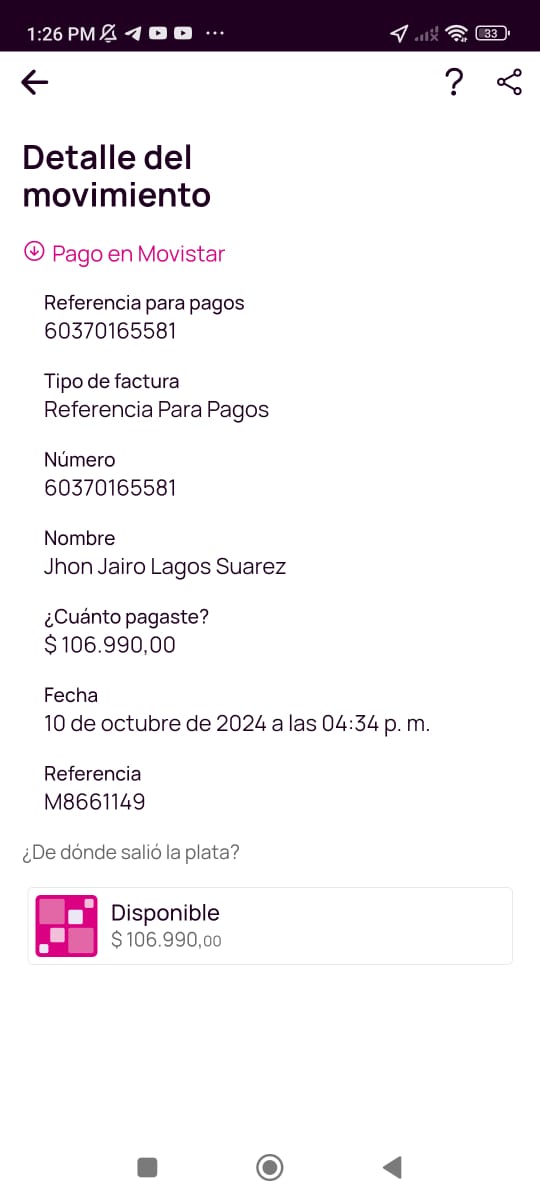 1:26 PM
33
?
Detalle del
movimiento
Pago en Movistar
Referencia para pagos
60370165581
Tipo de factura
Referencia Para Pagos
Número
60370165581
Nombre
Jhon Jairo Lagos Suarez
¿Cuánto pagaste?
$ 106.990,00
Fecha
10 de octubre de 2024 a las 04:34 p. m.
Referencia
M8661149
¿De dónde salió la plata?
Disponible
$ 106.990,00